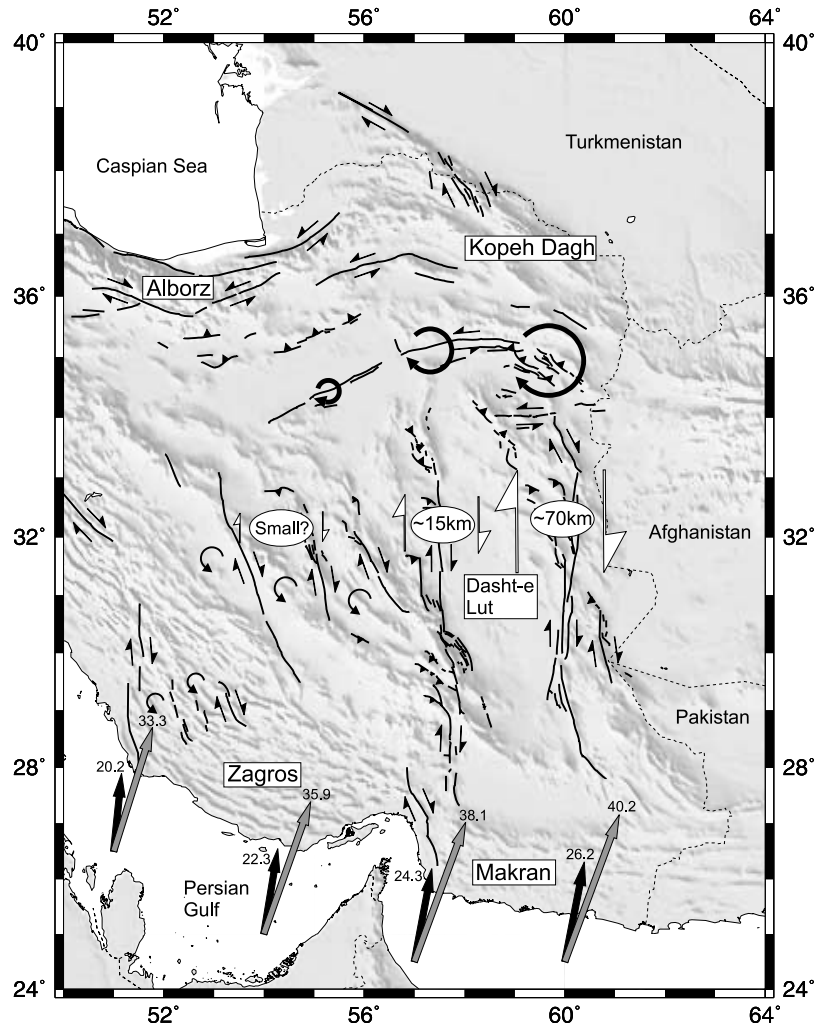 52° 56° 60° 64°
40°
Turkmenistan
Caspian Sea
Kopeh Dagh
Alborz
36°
36°
32°
32°
Small?
~15km
~70km
Afghanistan
Dasht-e
Lut
Pakistan
33.3
20.2
28°
28°
Zagros
35.9
38.1
40.2
22.3
24.3
26.2
Makran
Persian
Gulf
24°
24°
52° 56° 60° 64°
40°